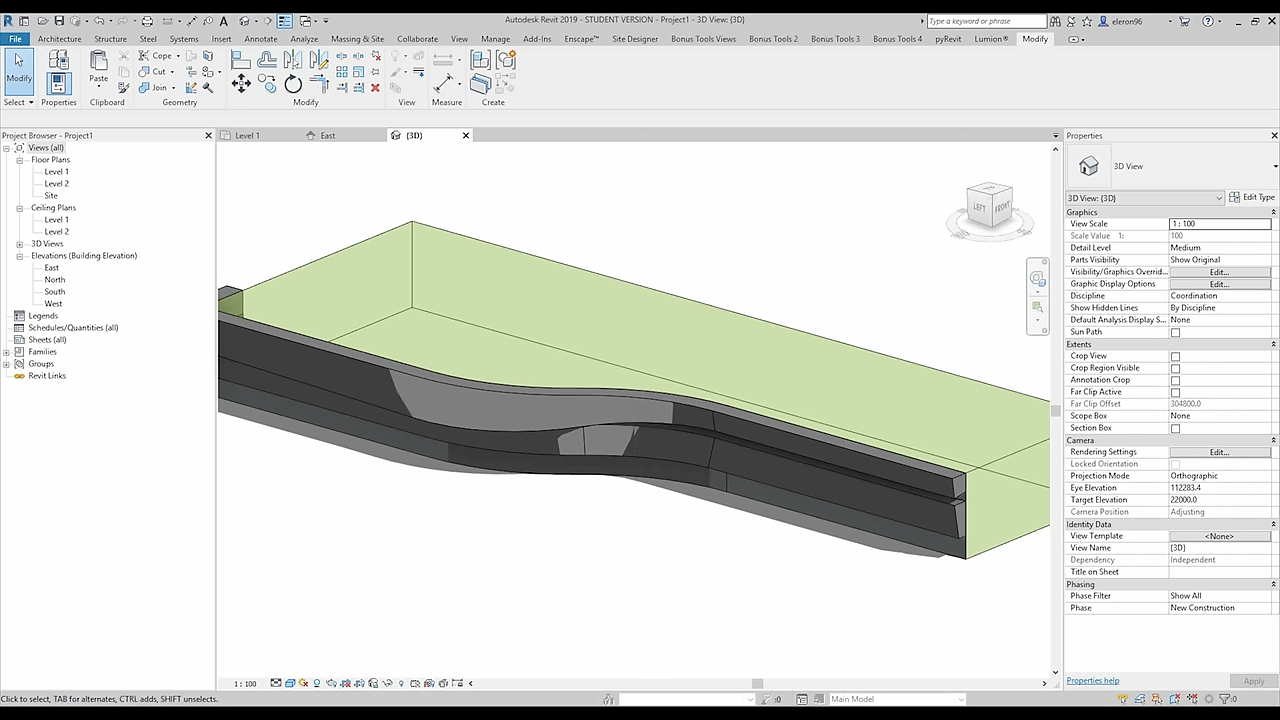 Autodesk Revit 2019 - STUDENT VERSION - Project1 - 3D View: {3D}
Type a keyword or phrase
eleron96
File Architecture Structure Steel Systems Insert Annotate Analyze Massing & Site Collaborate View Manage Add-Ins Enscape™ Site Designer Bonus Tools Views Bonus Tools 2 Bonus Tools 3 Bonus Tools 4 pyRevit Lumion® Modify
Modify
Properties
Paste
Cope
Cut
Join
Select Properties Clipboard Geometry Modify View Measure Create
Project Browser - Project1
Views (all)
Floor Plans
Level 1
Level 2
Site
Ceiling Plans
Level 1
Level 2
3D Views
Elevations (Building Elevation)
East
North
South
West
Legends
Schedules/Quantities (all)
Sheets (all)
Families
Groups
Revit Links
Level 1 East {3D}
LEFT FRONT
Properties
3D View
3D View: {3D} Edit Type
Graphics
View Scale 1 : 100
Scale Value 1: 100
Detail Level Medium
Parts Visibility Show Original
Visibility/Graphics Overrid... Edit...
Graphic Display Options Edit...
Discipline Coordination
Show Hidden Lines By Discipline
Default Analysis Display S... None
Sun Path
Extents
Crop View
Crop Region Visible
Annotation Crop
Far Clip Active
Far Clip Offset 304800.0
Scope Box None
Section Box
Camera
Rendering Settings Edit...
Locked Orientation
Projection Mode Orthographic
Eye Elevation 112283.4
Target Elevation 22000.0
Camera Position Adjusting
Identity Data
View Template <None>
View Name {3D}
Dependency Independent
Title on Sheet
Phasing
Phase Filter Show All
Phase New Construction
Properties help Apply
1 : 100
Click to select, TAB for alternates, CTRL adds, SHIFT unselects.
:0
Main Model
:0